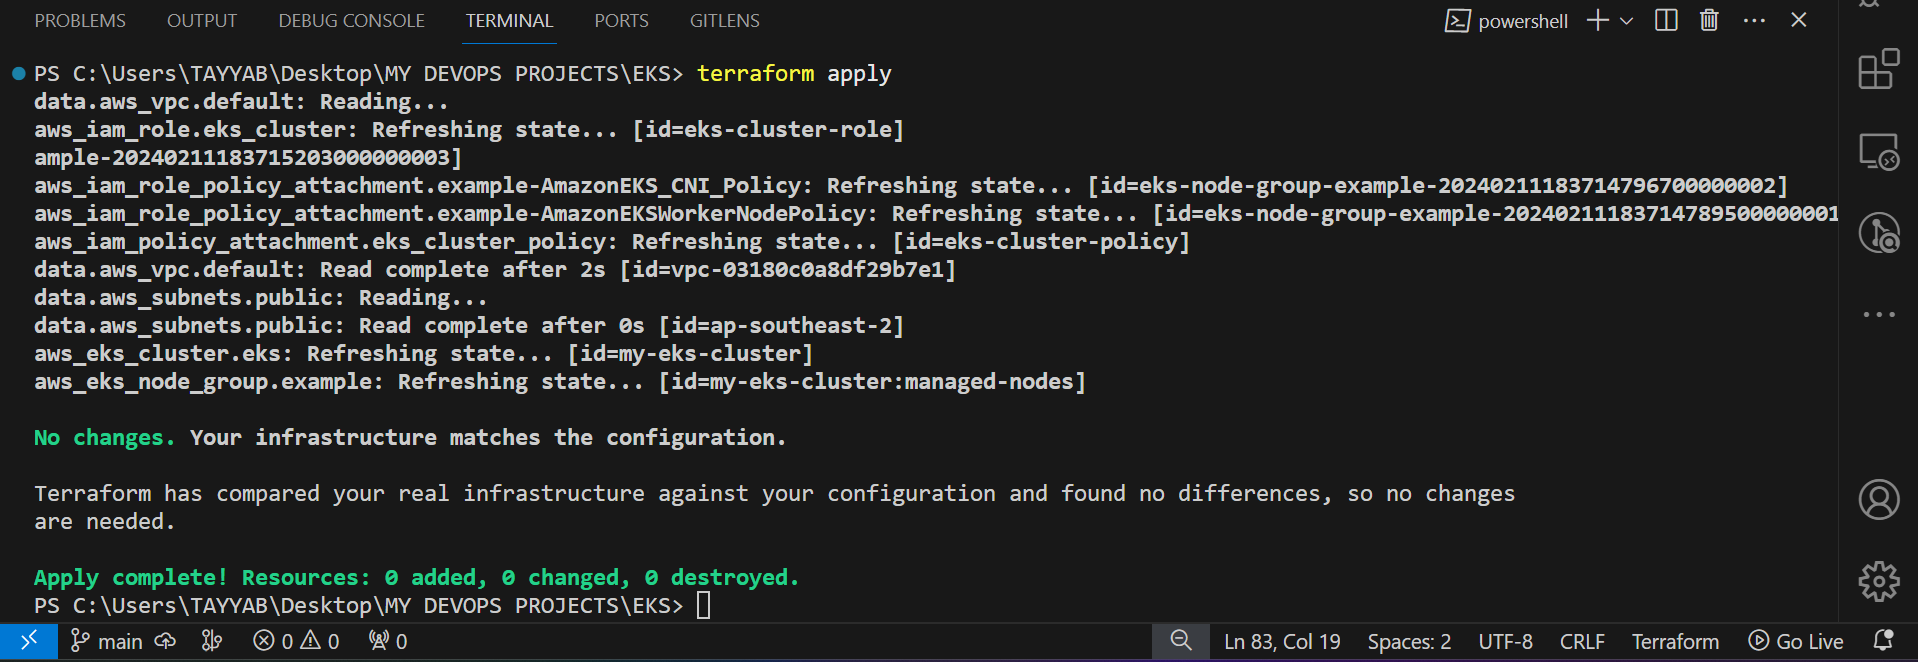 PROBLEMS OUTPUT DEBUG CONSOLE TERMINAL PORTS GITLENS powershell
PS C:\Users\TAYYAB\Desktop\MY DEVOPS PROJECTS\EKS> terraform apply
data.aws_vpc.default: Reading...
aws_iam_role.eks_cluster: Refreshing state... [id=eks-cluster-role]
ample-20240211183715203000000003]
aws_iam_role_policy_attachment.example-AmazonEKS_CNI_Policy: Refreshing state... [id=eks-node-group-example-20240211183714796700000002]
aws_iam_role_policy_attachment.example-AmazonEKSWorkerNodePolicy: Refreshing state... [id=eks-node-group-example-20240211183714789500000001
aws_iam_policy_attachment.eks_cluster_policy: Refreshing state... [id=eks-cluster-policy]
data.aws_vpc.default: Read complete after 2s [id=vpc-03180c0a8df29b7e1]
data.aws_subnets.public: Reading...
data.aws_subnets.public: Read complete after 0s [id=ap-southeast-2]
aws_eks_cluster.eks: Refreshing state... [id=my-eks-cluster]
aws_eks_node_group.example: Refreshing state... [id=my-eks-cluster:managed-nodes]
No changes. Your infrastructure matches the configuration.
Terraform has compared your real infrastructure against your configuration and found no differences, so no changes
are needed.
Apply complete! Resources: 0 added, 0 changed, 0 destroyed.
PS C:\Users\TAYYAB\Desktop\MY DEVOPS PROJECTS\EKS>
main 0 0 0 Ln 83, Col 19 Spaces: 2 UTF-8 CRLF Terraform Go Live